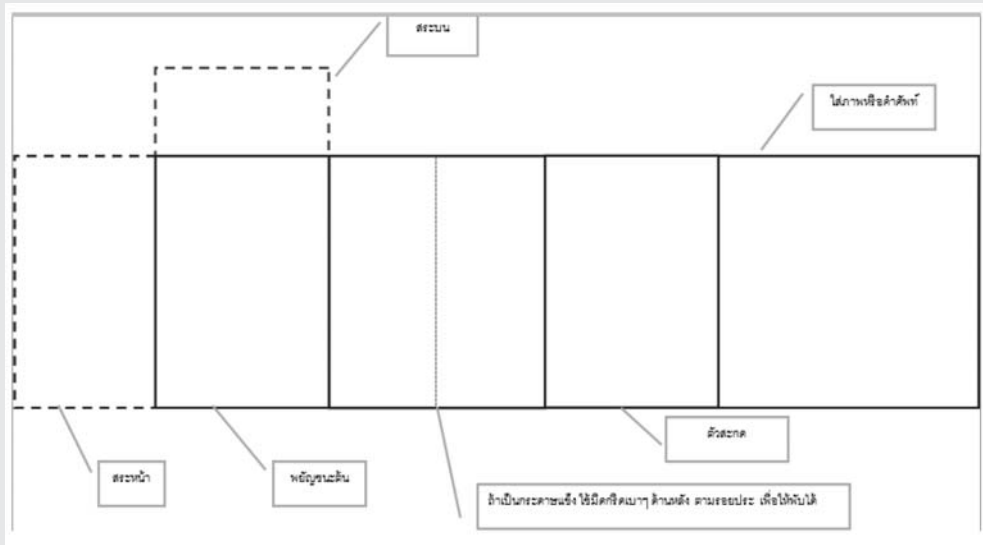 สระบน
ใส่ภาพหรือคำศัพท์
ตัวสะกด
สระหน้า
พยัญชนะต้น
ถ้าเป็นกระดาษแข็ง ใช้มีดกรีดเบาๆ ด้านหลัง ตามรอยประ เพื่อให้พับได้